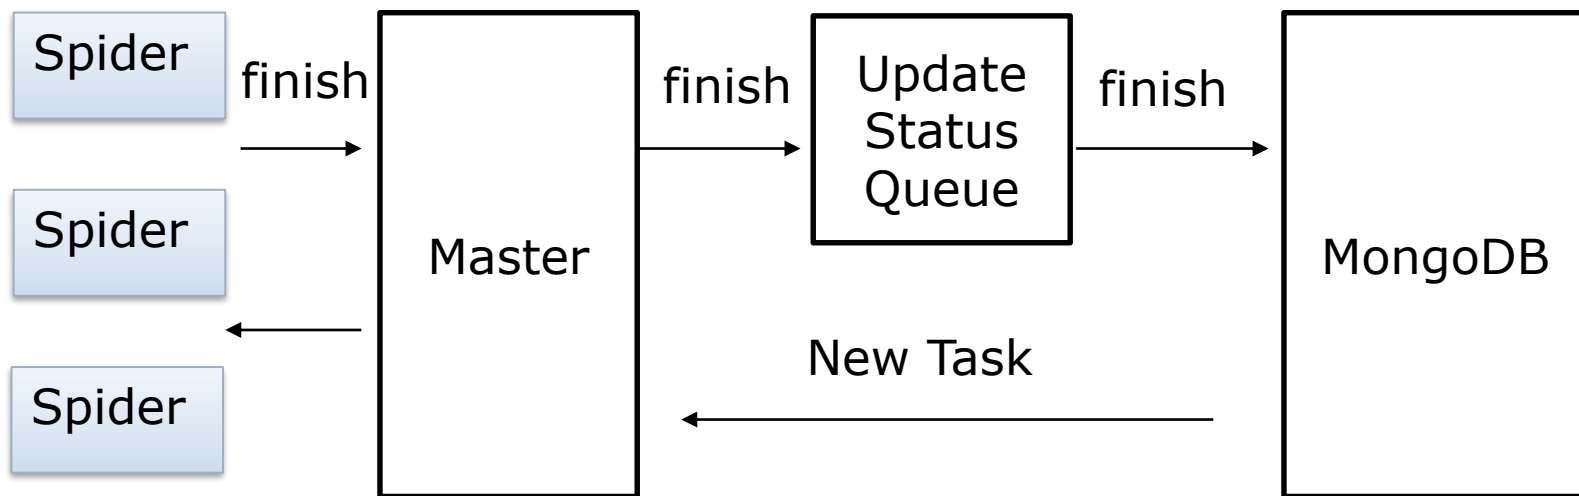 Spider
finish
Spider
Spider
Master
finish
Update
Status
Queue
finish
New Task
MongoDB